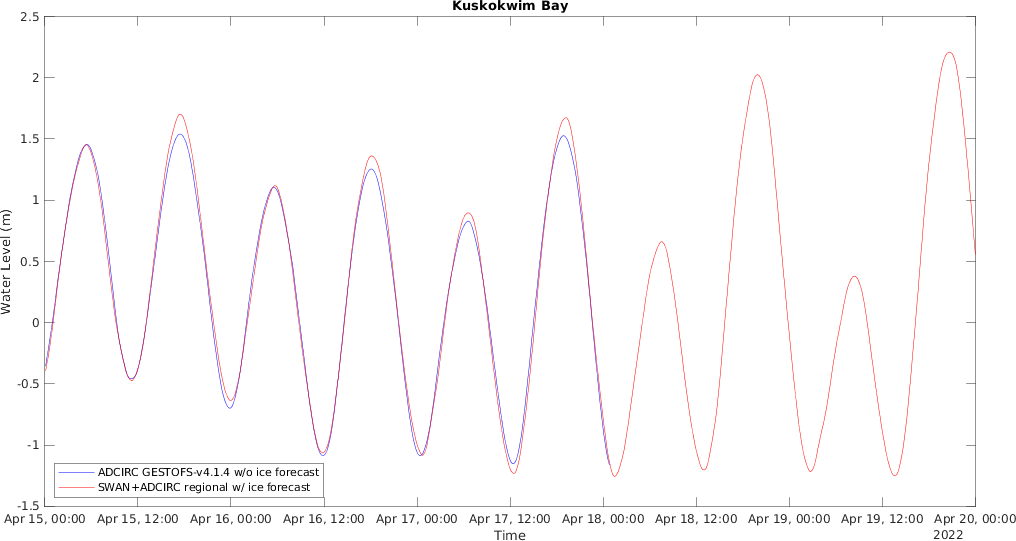 Kuskokwim Bay
2.5
2
1.5
1
0.5
0
-0.5
-1
-1.5
Water Level (m)
ADCIRC GESTOFS-v4.1.4 w/o ice forecast
SWAN+ADCIRC regional w/ ice forecast
Apr 15, 00:00 Apr 15, 12:00 Apr 16, 00:00 Apr 16, 12:00 Apr 17, 00:00 Apr 17, 12:00 Apr 18, 00:00 Apr 18, 12:00 Apr 19, 00:00 Apr 19, 12:00 Apr 20, 00:00
Time
2022